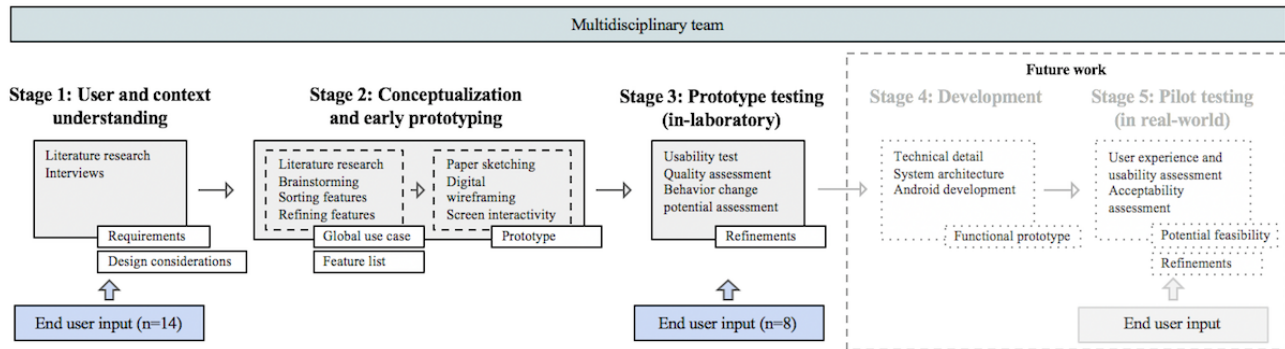 Multidisciplinary team
Stage 1: User and context
understanding
Literature research
Interviews
Requirements
Design considerations
End user input (n=14)
Stage 2: Conceptualization
and early prototyping
Literature research
Brainstorming
Sorting features
Refining features
Global use case
Feature list
Paper sketching
Digital
wireframing
Screen interactivity
Prototype
Stage 3: Prototype testing
(in-laboratory)
Usability test
Quality assessment
Behavior change
potential assessment
Refinements
End user input (n=8)
Future work
Stage 4: Development
Technical detail
System architecture
Android development
Functional prototype
Stage 5: Pilot testing
(in real-world)
User experience and
usability assessment
Acceptability
assessment
Potential feasibility
Refinements
End user input